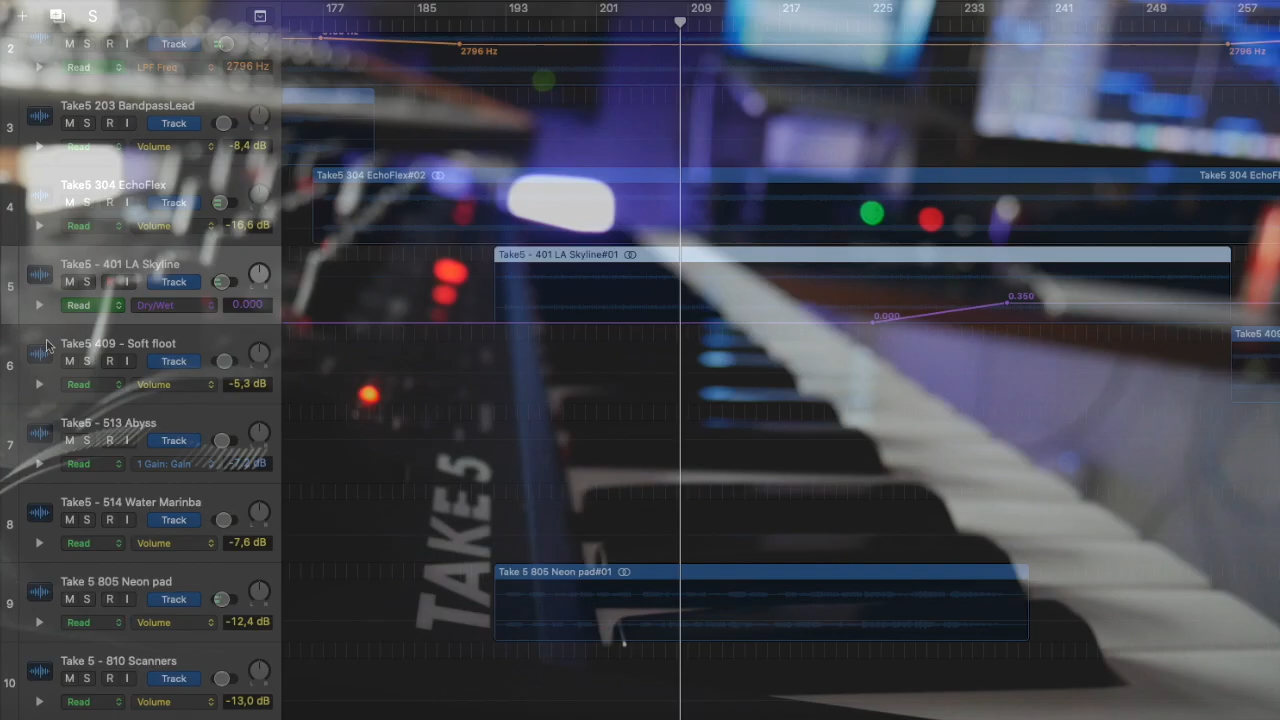 S
177 185 193 201 209 217 225 233 241 249 257
2
M S R I Track
Read LPF Freq 2796 Hz
2796 Hz
2796 Hz
3
Take5 203 BandpassLead
M S R I Track
Read Volume -8,4 dB
4
Take5 304 EchoFlex
M S R I Track
Read Volume -16,6 dB
Take5 304 EchoFlex#02
Take5 304 EchoFl
5
Take5 - 401 LA Skyline
M S R I Track
Read Dry/Wet 0.000
Take5 - 401 LA Skyline#01
0.000
0.350
6
Take5 409 - Soft floot
M S R I Track
Read Volume -5,3 dB
Take5 409
7
Take5 - 513 Abyss
M S R I Track
Read 1 Gain: Gain dB
8
Take5 - 514 Water Marinba
M S R I Track
Read Volume -7,6 dB
9
Take 5 805 Neon pad
M S R I Track
Read Volume -12,4 dB
Take 5 805 Neon pad#01
10
Take 5 - 810 Scanners
M S R I Track
Read Volume -13,0 dB
TAKE 5